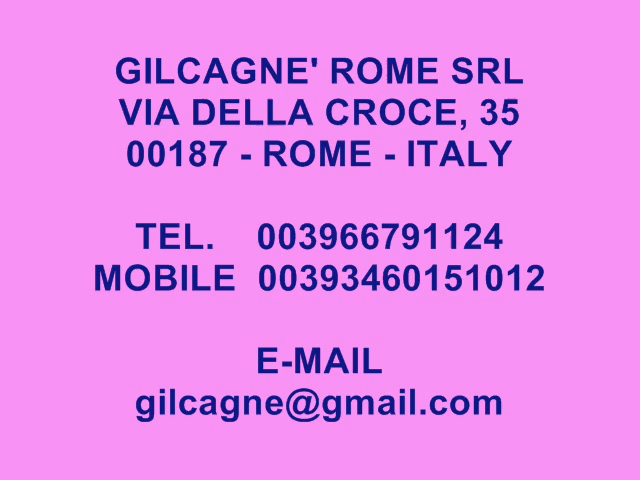 GILCAGNE' ROME SRL
VIA DELLA CROCE, 35
00187 - ROME - ITALY
TEL. 003966791124
MOBILE 00393460151012
E-MAIL
gilcagne@gmail.com